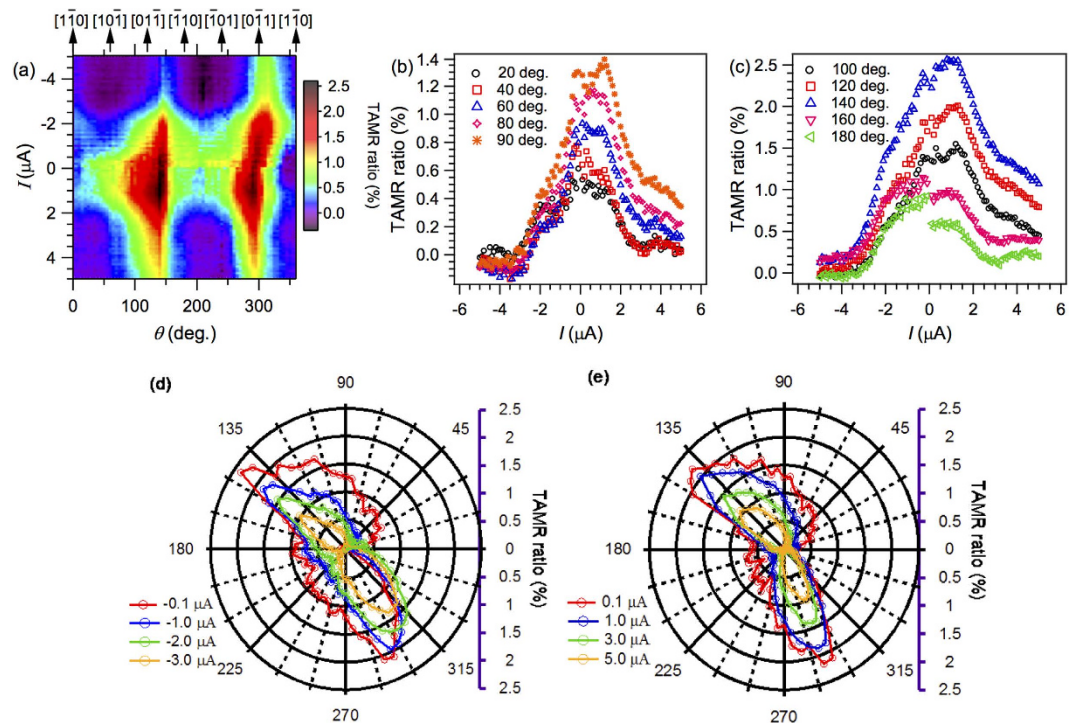 [11̅0] [101̅] [011̅] [1̅10] [1̅01] [01̅1] [11̅0]
(a)
-4
-2
0
2
4
I (μA)
0 100 200 300
θ (deg.)
2.5
2.0
1.5
1.0
0.5
0.0
TAMR ratio (%)
(b)
20 deg.
40 deg.
60 deg.
80 deg.
90 deg.
1.4
1.2
1.0
0.8
0.6
0.4
0.2
0.0
TAMR ratio (%)
-6 -4 -2 0 2 4 6
I (μA)
(c)
100 deg.
120 deg.
140 deg.
160 deg.
180 deg.
2.5
2.0
1.5
1.0
0.5
0.0
TAMR ratio (%)
-6 -4 -2 0 2 4 6
I (μA)
(d)
90
135 45
180
225 315
270
2.5
2
1.5
1
0.5
0
0.5
1
1.5
2
2.5
TAMR ratio (%)
-0.1 μA
-1.0 μA
-2.0 μA
-3.0 μA
(e)
90
135 45
180
225 315
270
2.5
2
1.5
1
0.5
0
0.5
1
1.5
2
2.5
TAMR ratio (%)
0.1 μA
1.0 μA
3.0 μA
5.0 μA